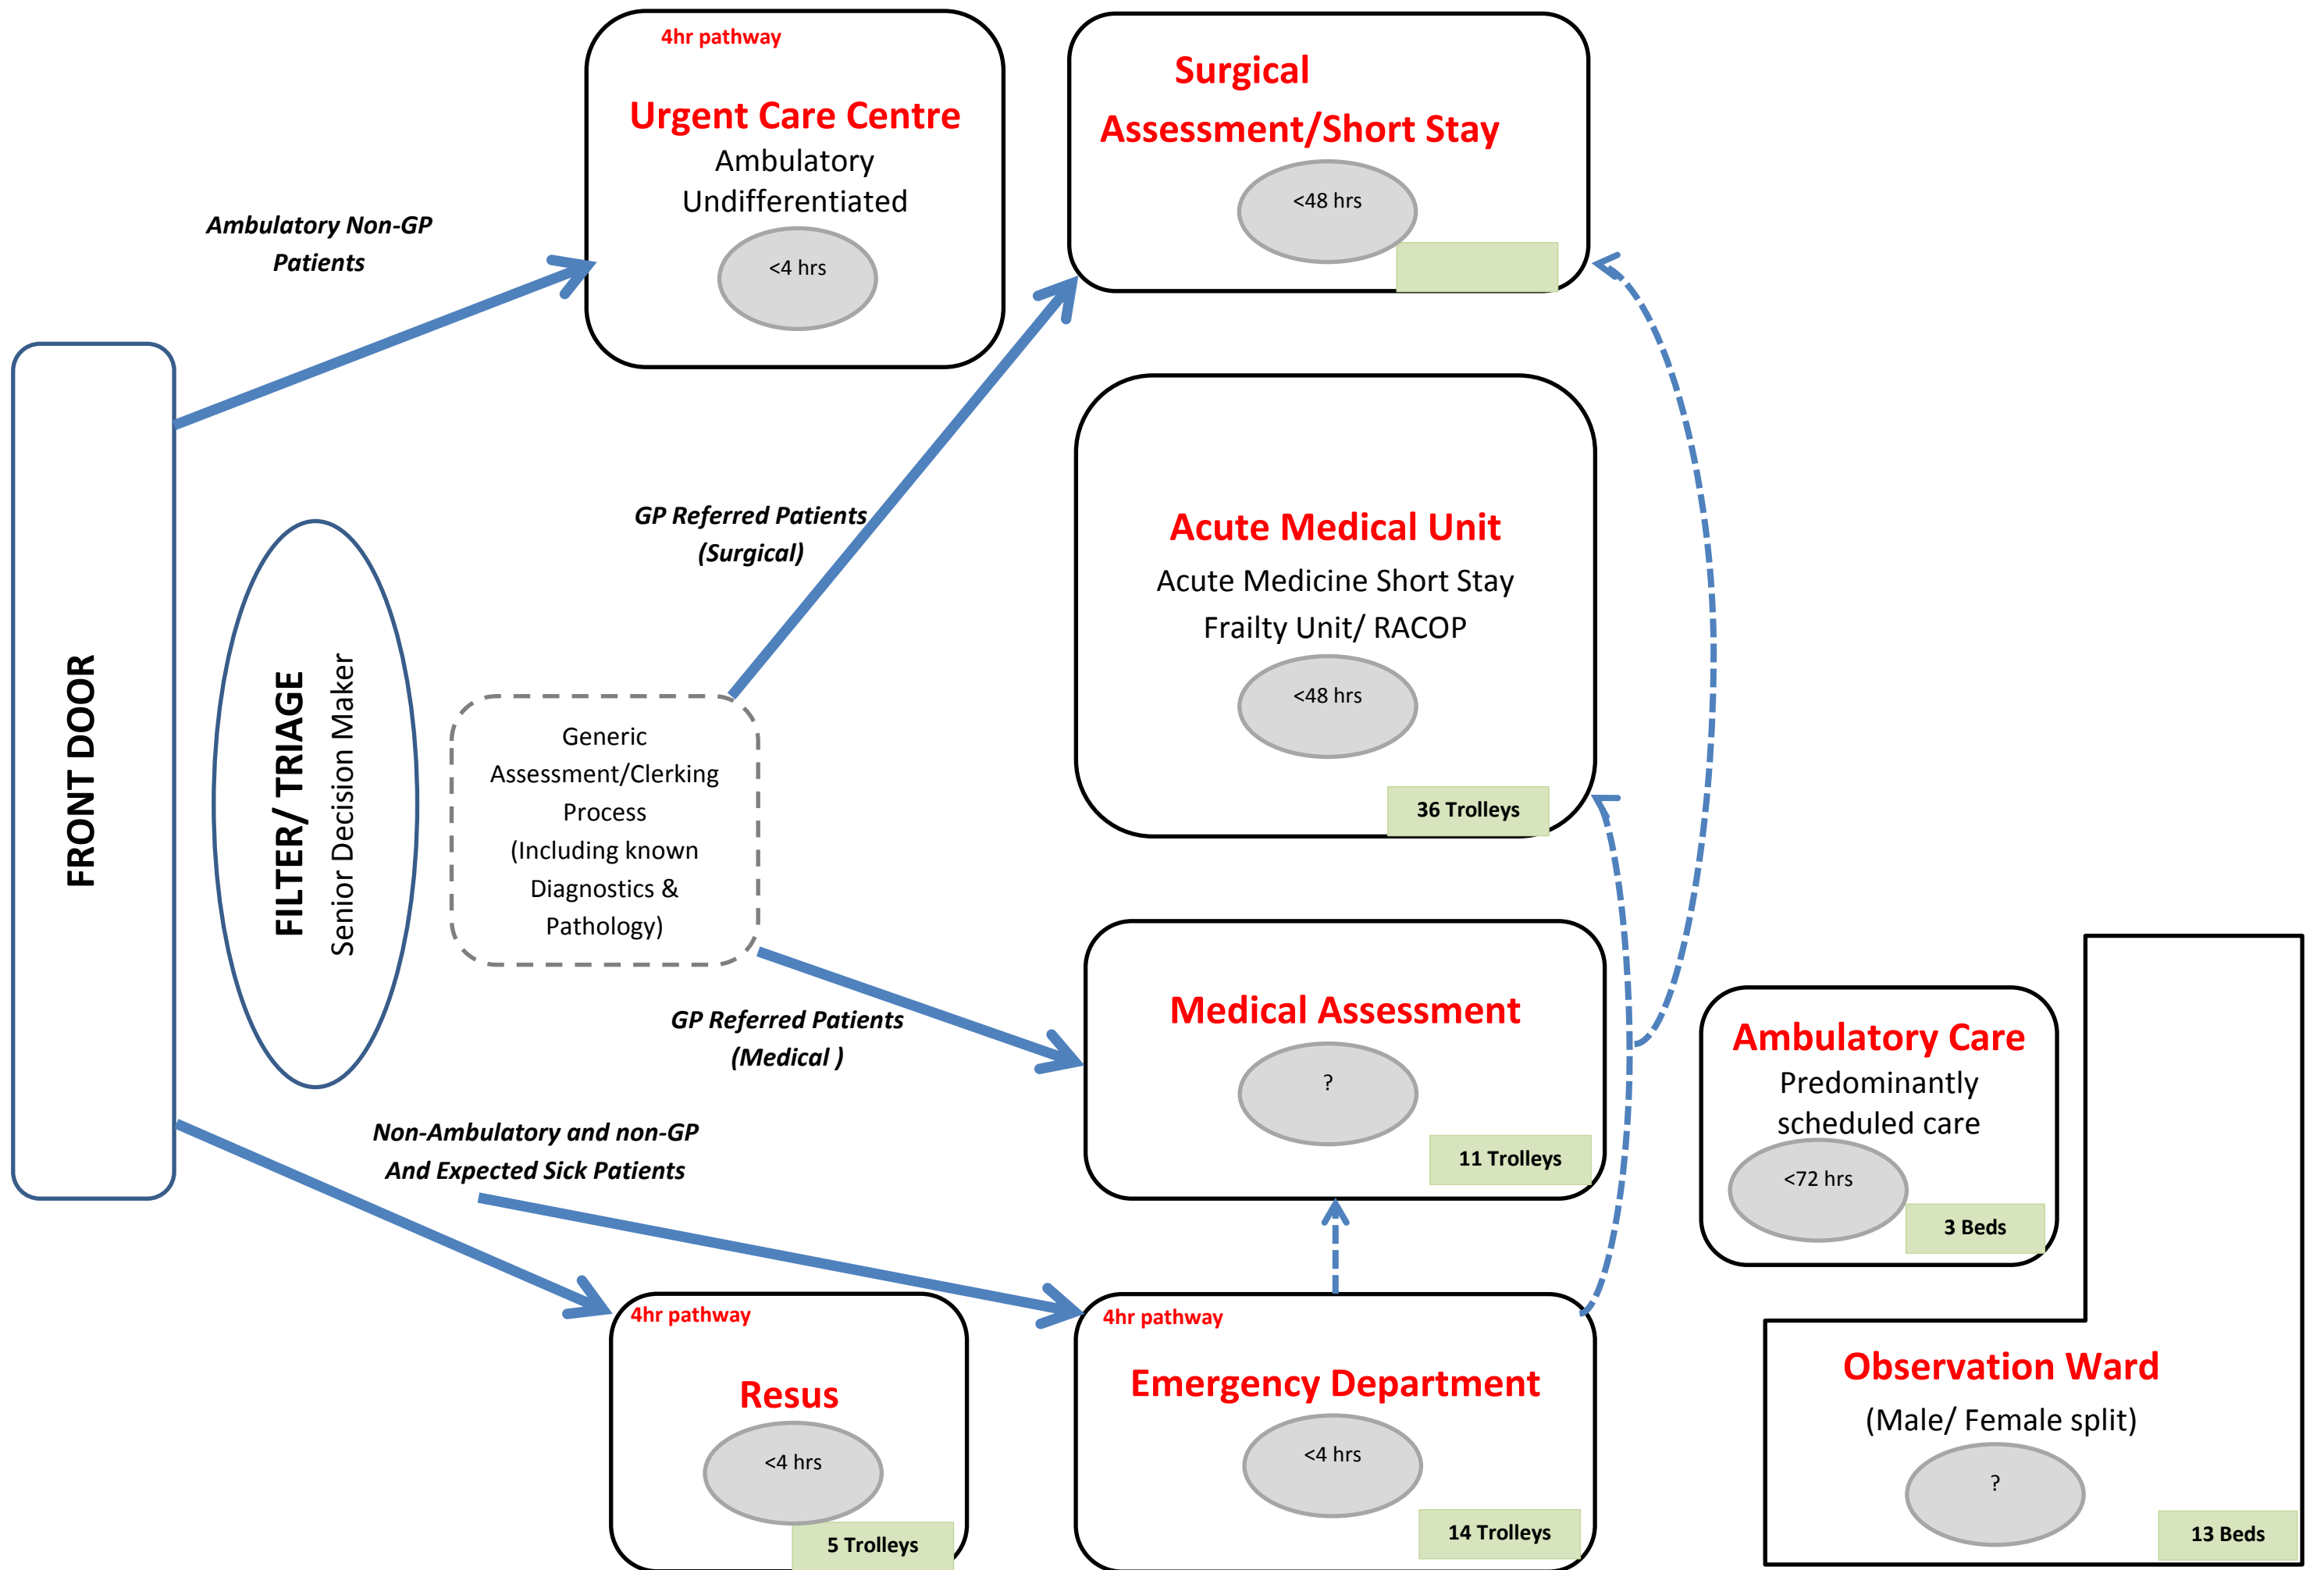 FRONT DOOR
FILTER/ TRIAGE
Senior Decision Maker
Ambulatory Non-GP
Patients
4hr pathway
Urgent Care Centre
Ambulatory
Undifferentiated
<4 hrs
Surgical
Assessment/Short Stay
<48 hrs
GP Referred Patients
(Surgical)
Generic
Assessment/Clerking
Process
(Including known
Diagnostics &
Pathology)
Acute Medical Unit
Acute Medicine Short Stay
Frailty Unit/ RACOP
<48 hrs
36 Trolleys
GP Referred Patients
(Medical )
Medical Assessment
?
11 Trolleys
Non-Ambulatory and non-GP
And Expected Sick Patients
4hr pathway
Resus
<4 hrs
5 Trolleys
4hr pathway
Emergency Department
<4 hrs
14 Trolleys
Ambulatory Care
Predominantly
scheduled care
<72 hrs
3 Beds
Observation Ward
(Male/ Female split)
?
13 Beds